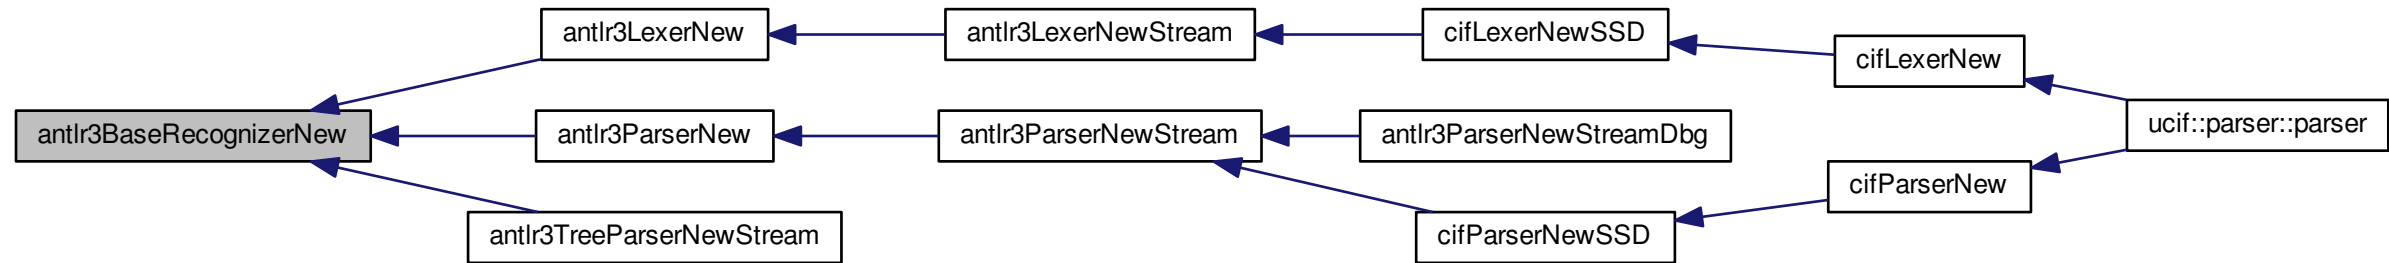 antlr3BaseRecognizerNew
antlr3LexerNew
antlr3LexerNewStream
cifLexerNewSSD
cifLexerNew
ucif::parser::parser
antlr3ParserNew
antlr3ParserNewStream
antlr3ParserNewStreamDbg
cifParserNewSSD
cifParserNew
antlr3TreeParserNewStream